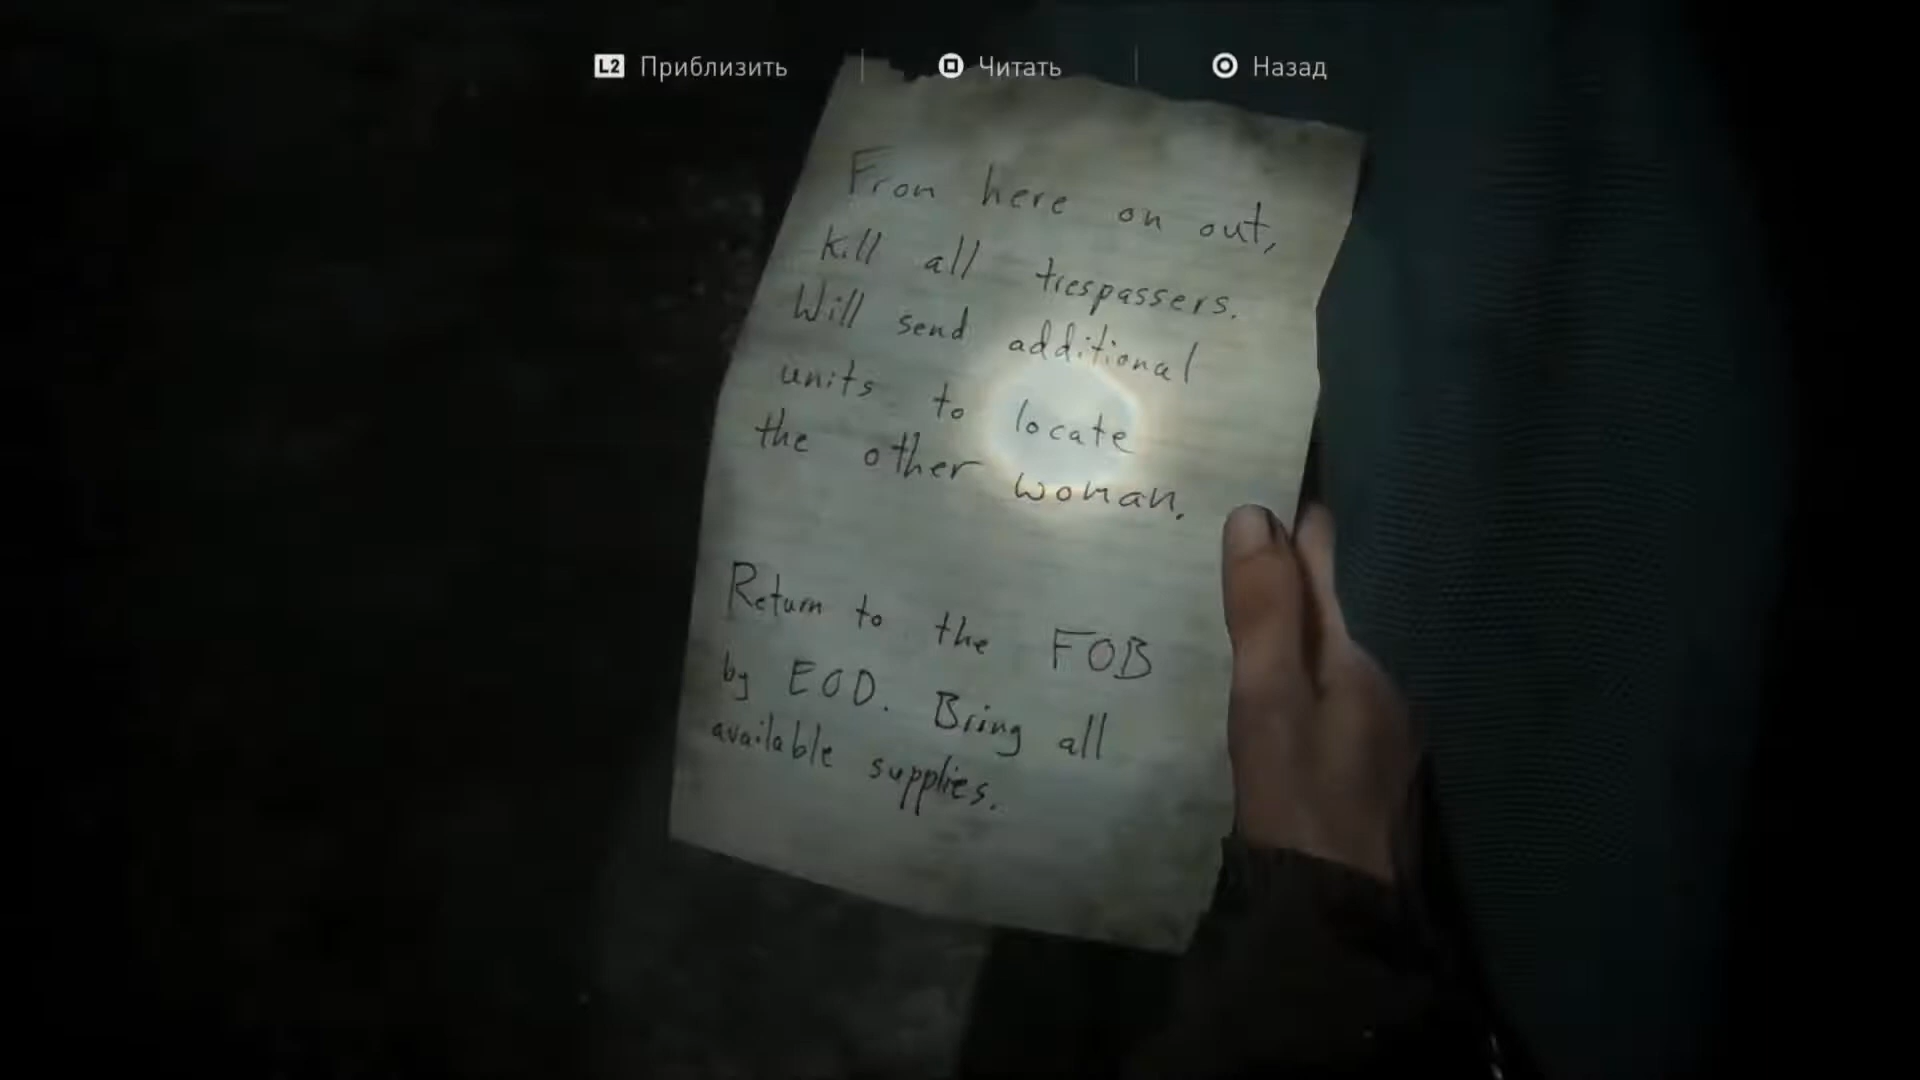 L2 Приблизить Читать Назад
From here on out,
kill all trespassers.
Will send additional
units to locate
the other woman.
Return to the FOB
by EOD. Bring all
available supplies.